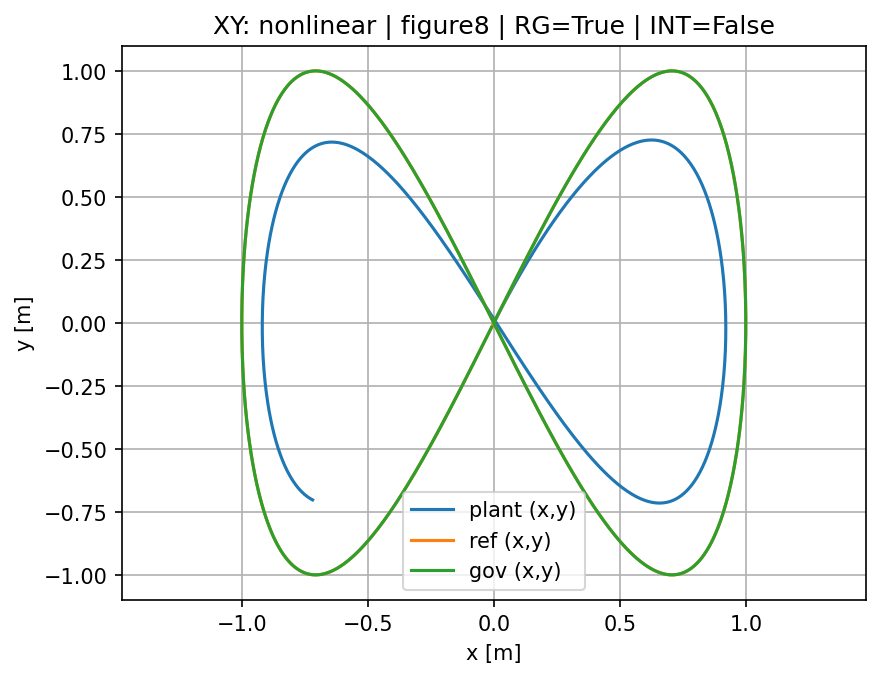 XY: nonlinear | figure8 | RG=True | INT=False
1.00
0.75
0.50
0.25
0.00
−0.25
−0.50
−0.75
−1.00
y [m]
plant (x,y)
ref (x,y)
gov (x,y)
−1.0 −0.5 0.0 0.5 1.0
x [m]